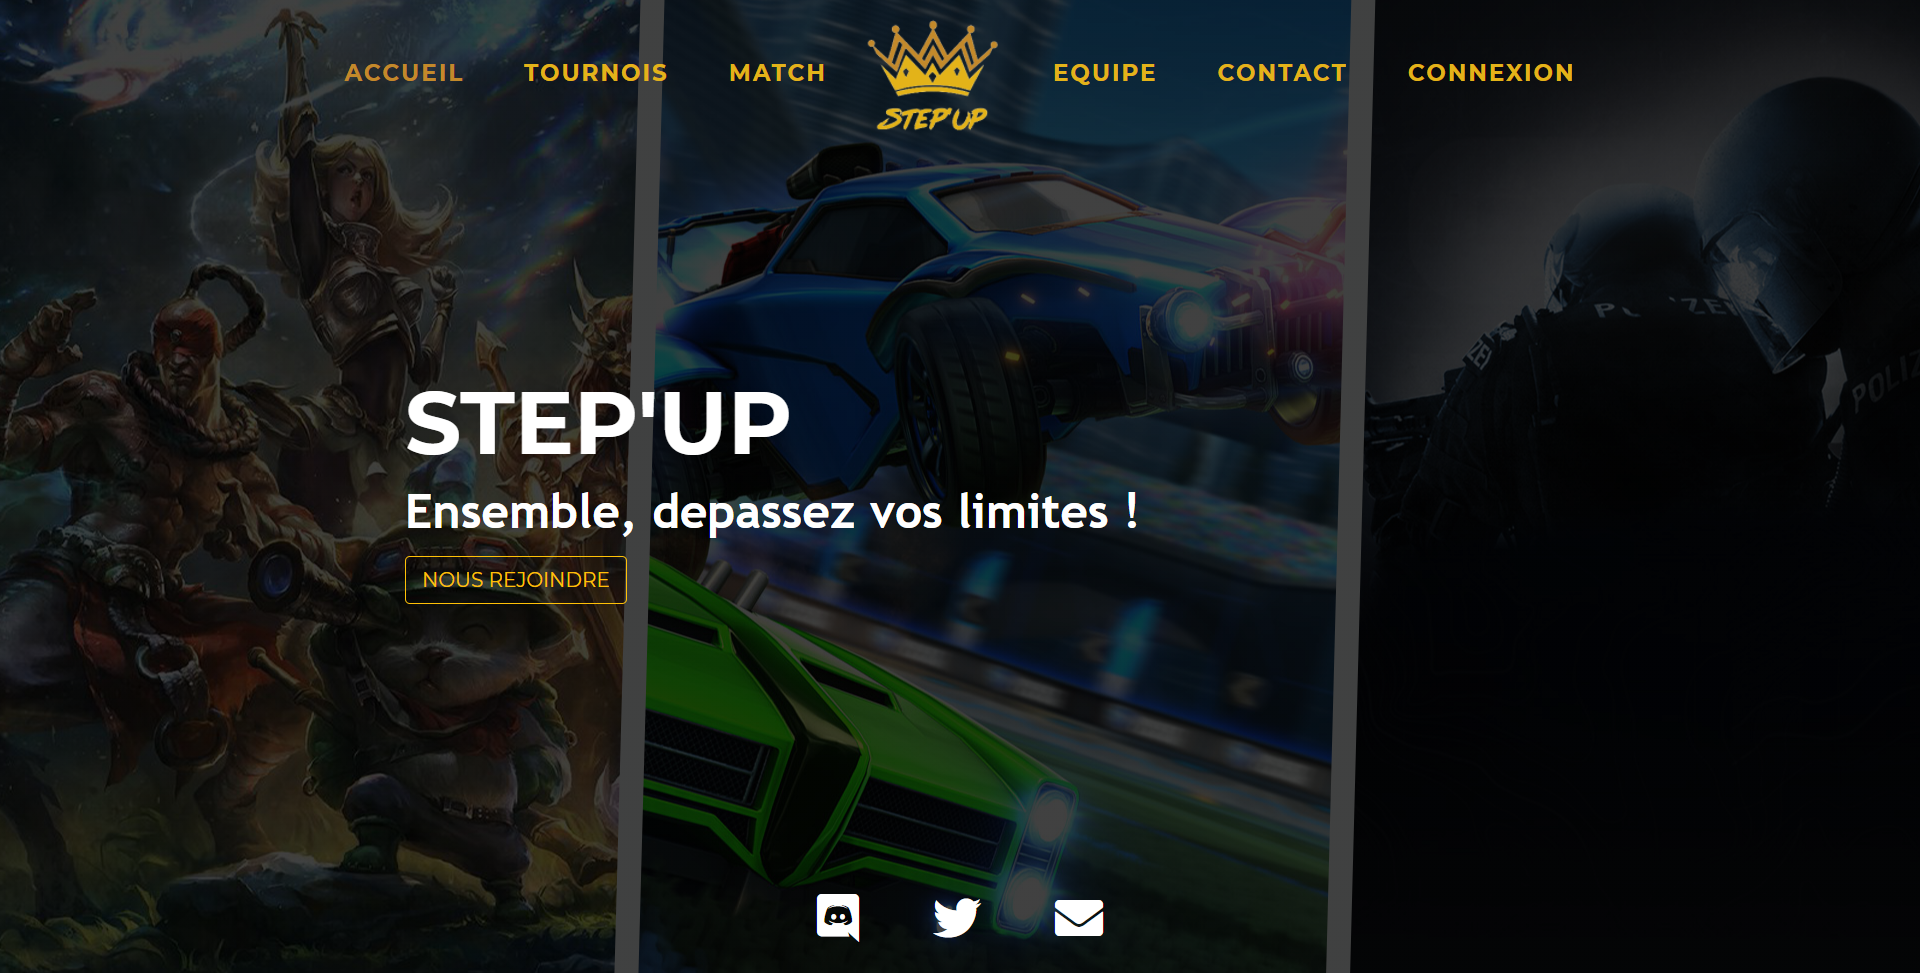 ACCUEIL TOURNOIS MATCH EQUIPE CONTACT CONNEXION
STEP'UP
STEP'UP
Ensemble, depassez vos limites !
NOUS REJOINDRE